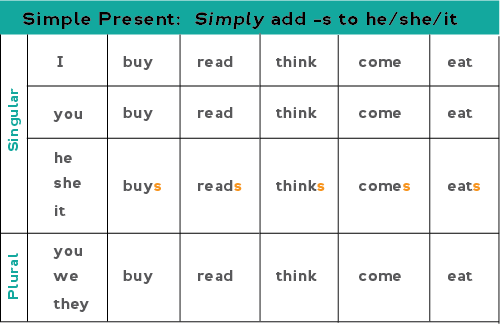 Simple Present: Simply add -s to he/she/it
Singular
I buy read think come eat
you buy read think come eat
he
she buys reads thinks comes eats
it
Plural
you
we buy read think come eat
they